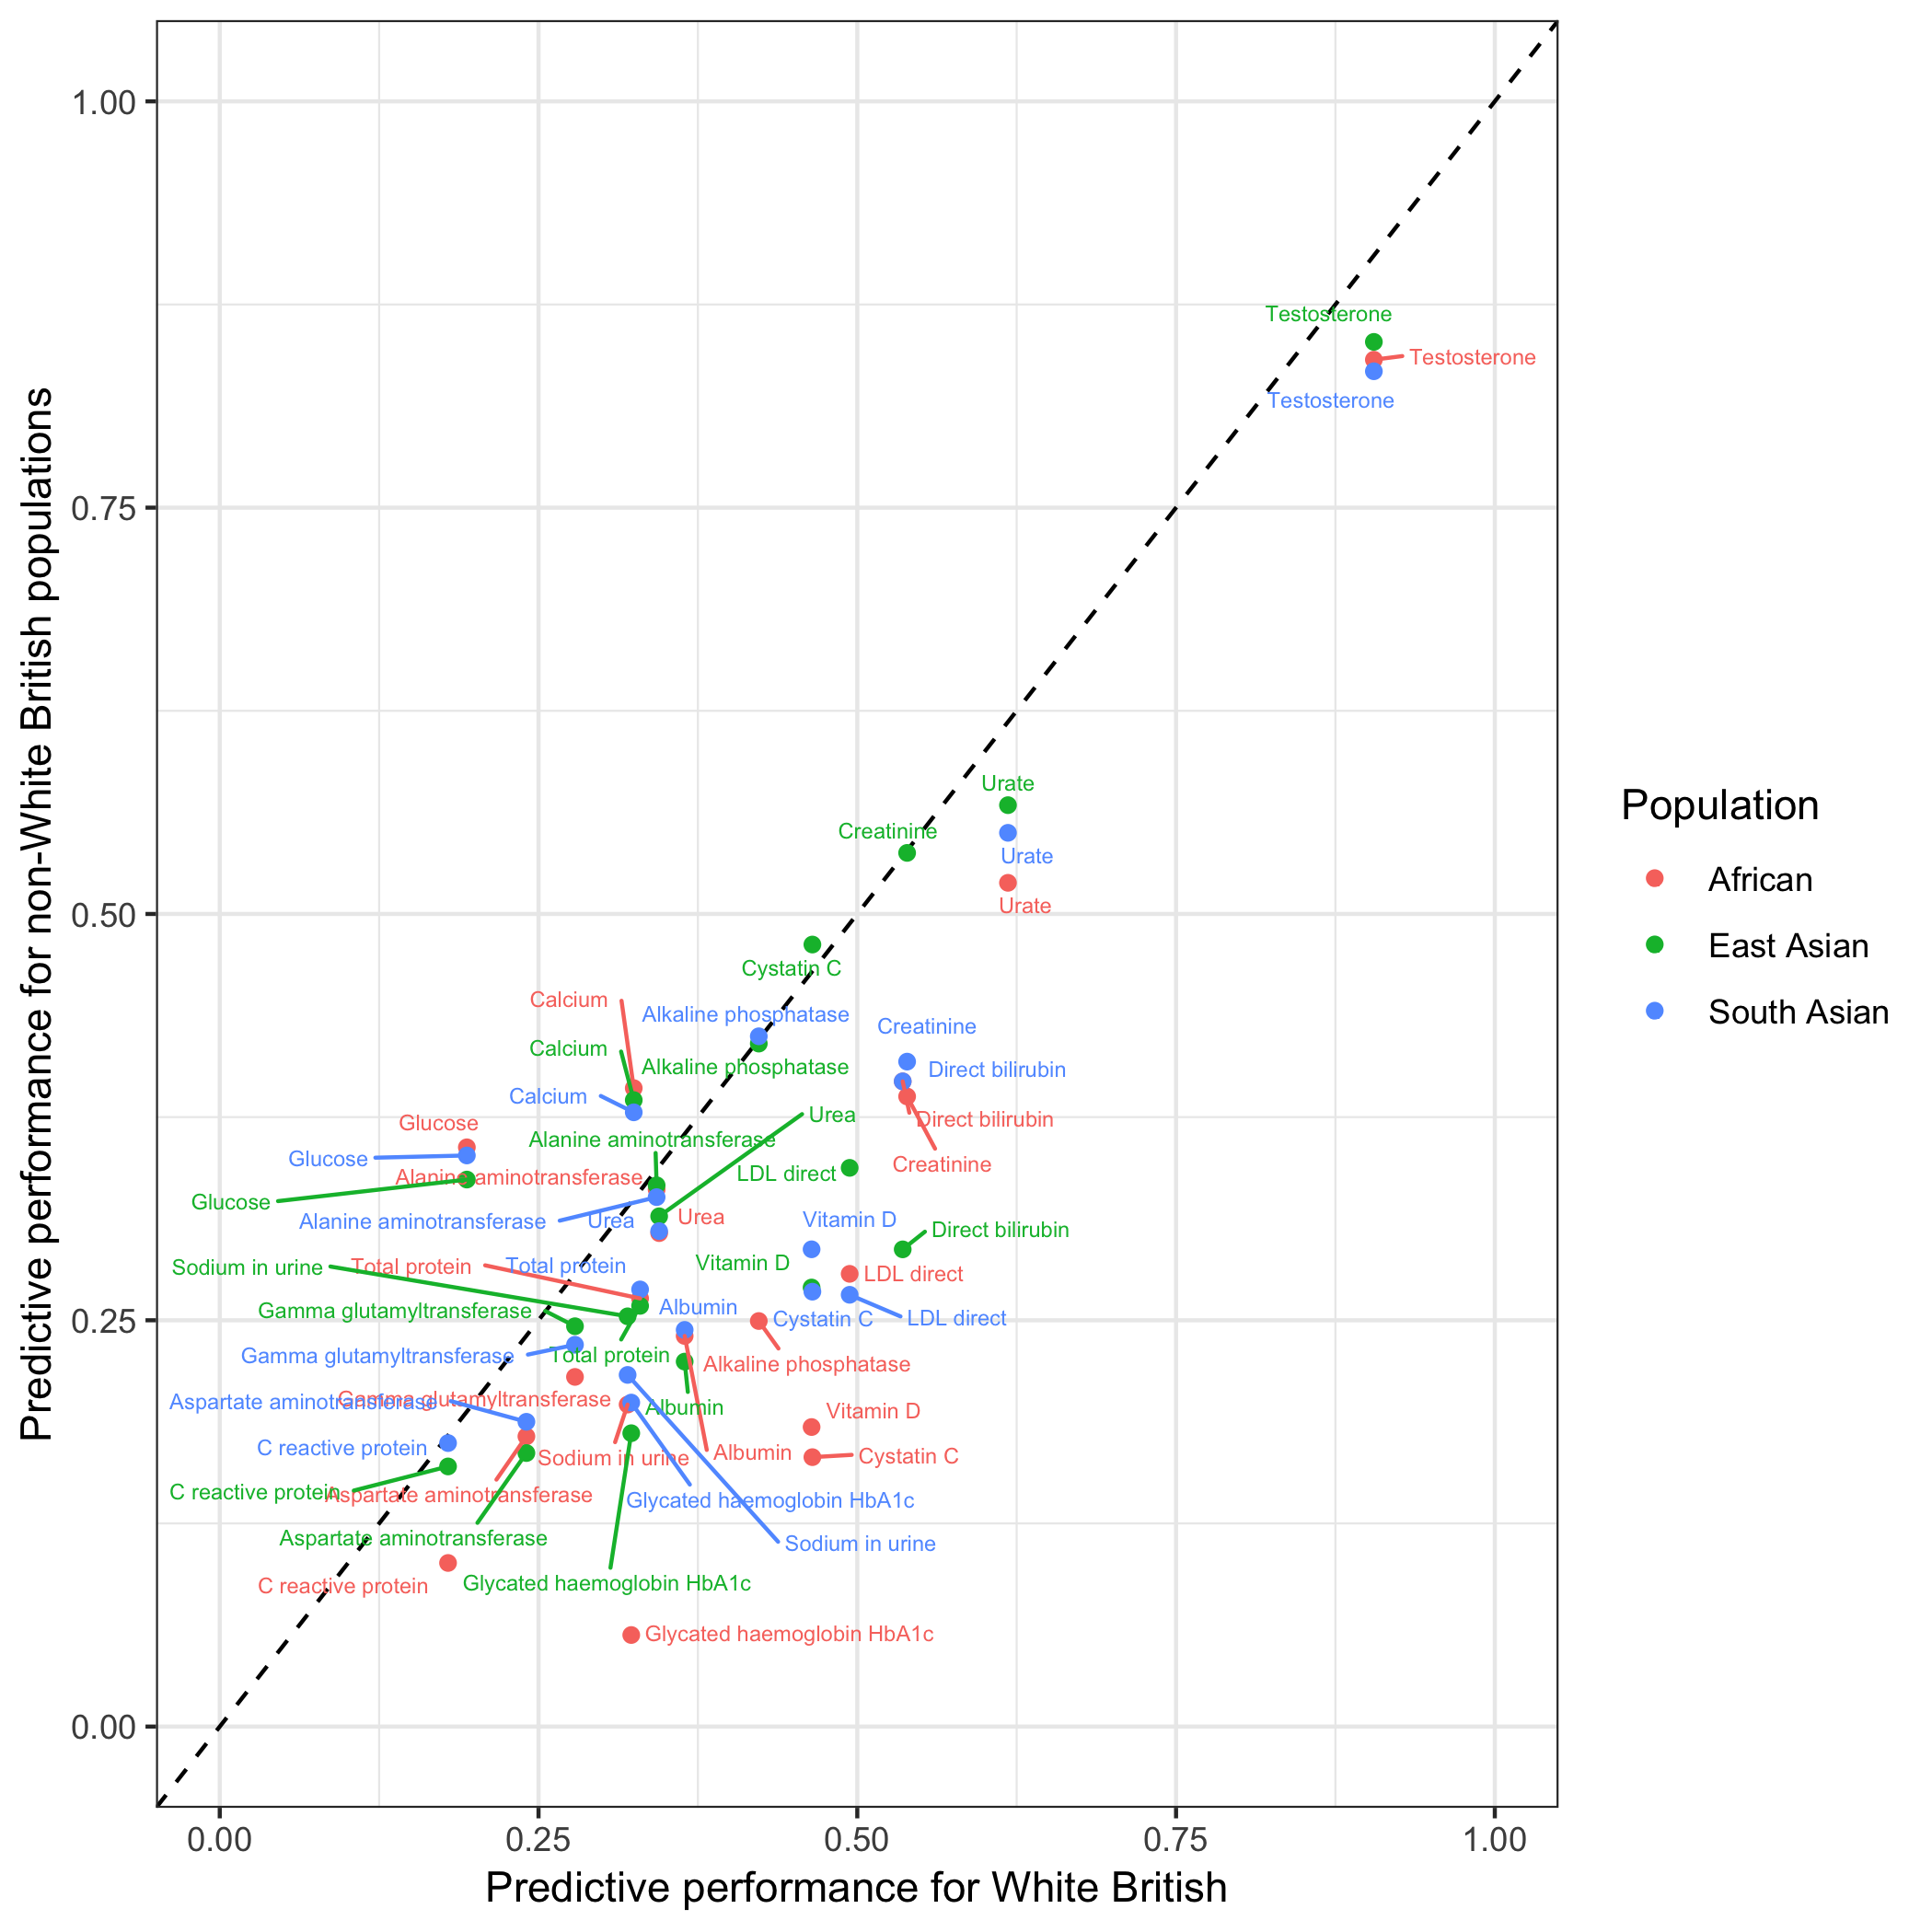 1.00
Testosterone
Testosterone
Testosterone
0.75
Urate
Creatinine
Urate
Urate
0.50
Cystatin C
Calcium
Alkaline phosphatase
Creatinine
Calcium
Alkaline phosphatase
Direct bilirubin
Calcium
Urea
Glucose
Direct bilirubin
Alanine aminotransferase
Glucose
Creatinine
Alanine aminotransferase
LDL direct
Glucose
Alanine aminotransferase
Urea
Urea
Vitamin D
Direct bilirubin
Sodium in urine
Total protein
Total protein
Vitamin D
LDL direct
Gamma glutamyltransferase
Albumin
Cystatin C
LDL direct
0.25
Gamma glutamyltransferase
Total protein
Alkaline phosphatase
Aspartate aminotransferase
Gamma glutamyltransferase
Albumin
Vitamin D
C reactive protein
Sodium in urine
Albumin
Cystatin C
C reactive protein
Aspartate aminotransferase
Glycated haemoglobin HbA1c
Aspartate aminotransferase
Sodium in urine
C reactive protein
Glycated haemoglobin HbA1c
Glycated haemoglobin HbA1c
0.00
0.00 0.25 0.50 0.75 1.00
Predictive performance for White British
Predictive performance for non-White British populations
Population
African
East Asian
South Asian